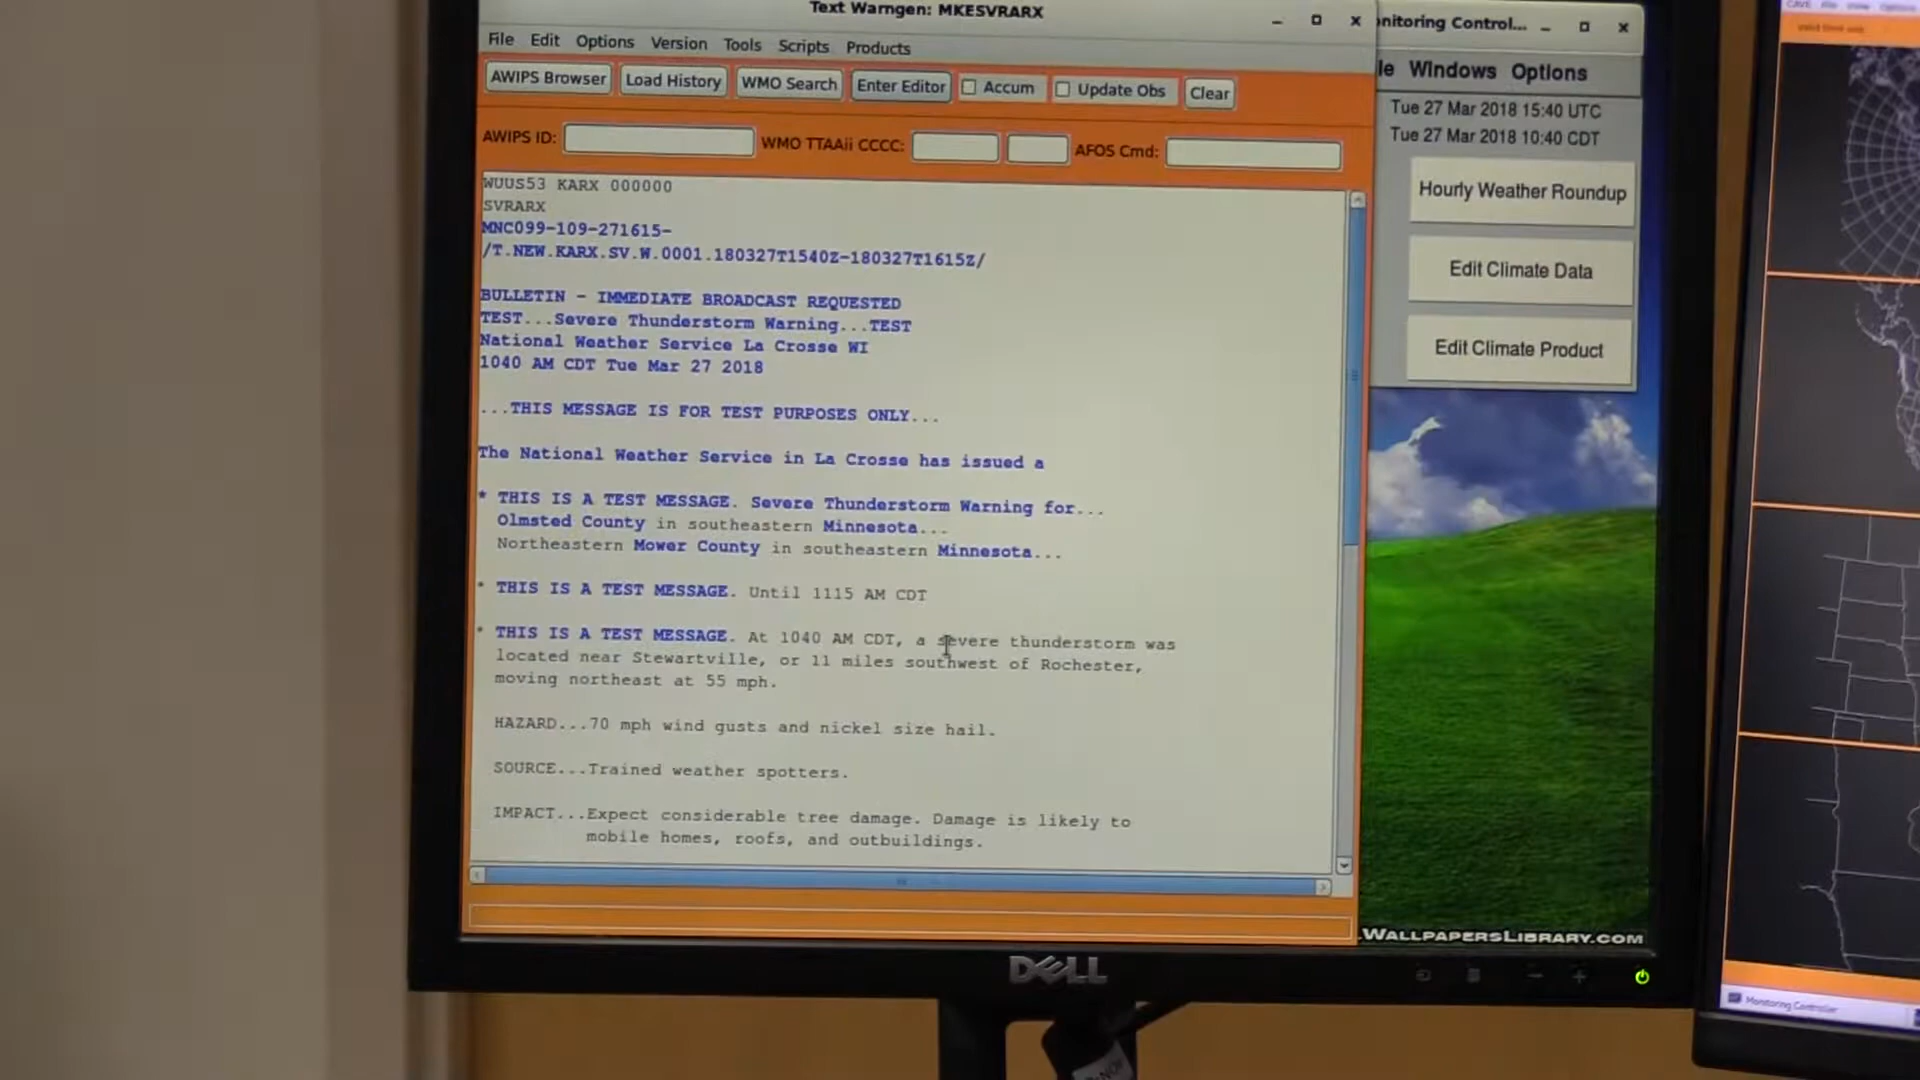 Text Warngen: MKESVRARX
File Edit Options Version Tools Scripts Products
AWIPS Browser Load History WMO Search Enter Editor Accum Update Obs Clear
AWIPS ID: WMO TTAAii CCCC: AFOS Cmd:
WUUS53 KARX 000000
SVRARX
MNC099-109-271615-
/T.NEW.KARX.SV.W.0001.180327T1540Z-180327T1615Z/
BULLETIN - IMMEDIATE BROADCAST REQUESTED
TEST...Severe Thunderstorm Warning...TEST
National Weather Service La Crosse WI
1040 AM CDT Tue Mar 27 2018
...THIS MESSAGE IS FOR TEST PURPOSES ONLY...
The National Weather Service in La Crosse has issued a
* THIS IS A TEST MESSAGE. Severe Thunderstorm Warning for...
Olmsted County in southeastern Minnesota...
Northeastern Mower County in southeastern Minnesota...
* THIS IS A TEST MESSAGE. Until 1115 AM CDT
* THIS IS A TEST MESSAGE. At 1040 AM CDT, a severe thunderstorm was
located near Stewartville, or 11 miles southwest of Rochester,
moving northeast at 55 mph.
HAZARD...70 mph wind gusts and nickel size hail.
SOURCE...Trained weather spotters.
IMPACT...Expect considerable tree damage. Damage is likely to
mobile homes, roofs, and outbuildings.
nitoring Control...
le Windows Options
Tue 27 Mar 2018 15:40 UTC
Tue 27 Mar 2018 10:40 CDT
Hourly Weather Roundup
Edit Climate Data
Edit Climate Product
WALLPAPERSLIBRARY.COM
DELL
CAVE File View Options
Monitoring Controller